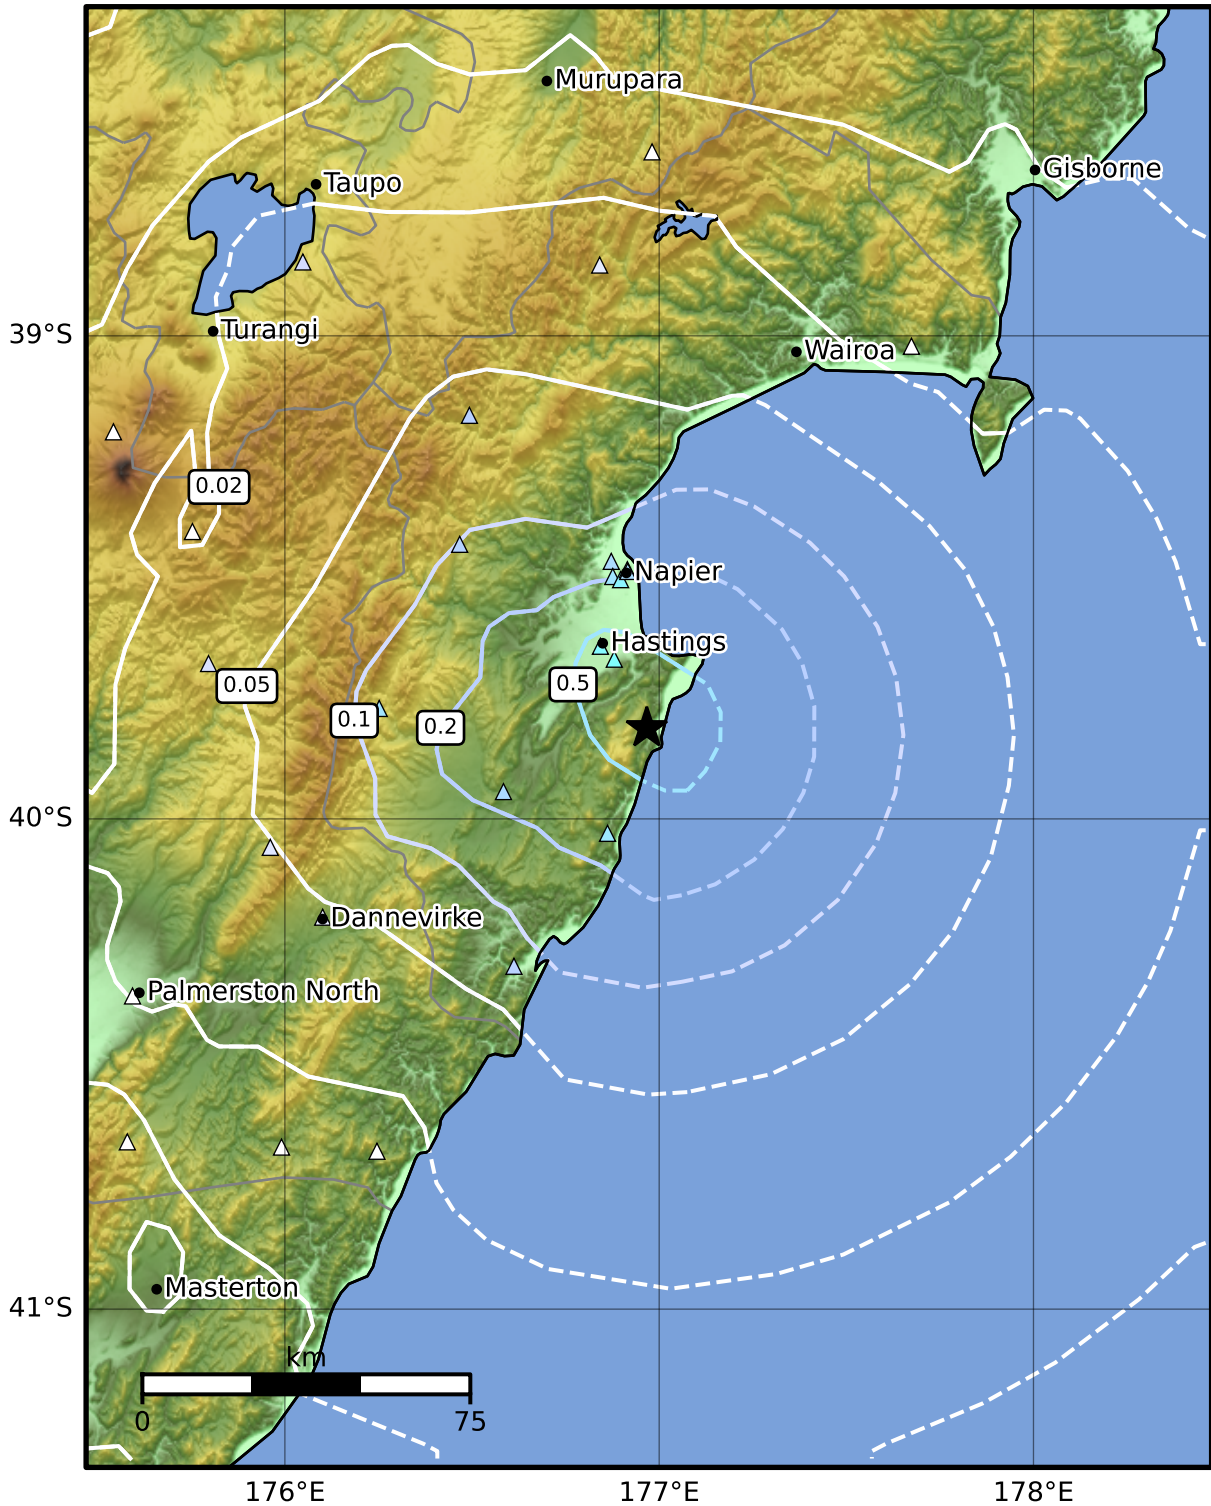 Murupara
Gisborne
Taupo
Turangi
39°S
Wairoa
0.02
Napier
Hastings
0.05
0.5
0.1
0.2
40°S
Dannevirke
Palmerston North
Masterton
41°S
km
0
75
176°E
177°E
178°E